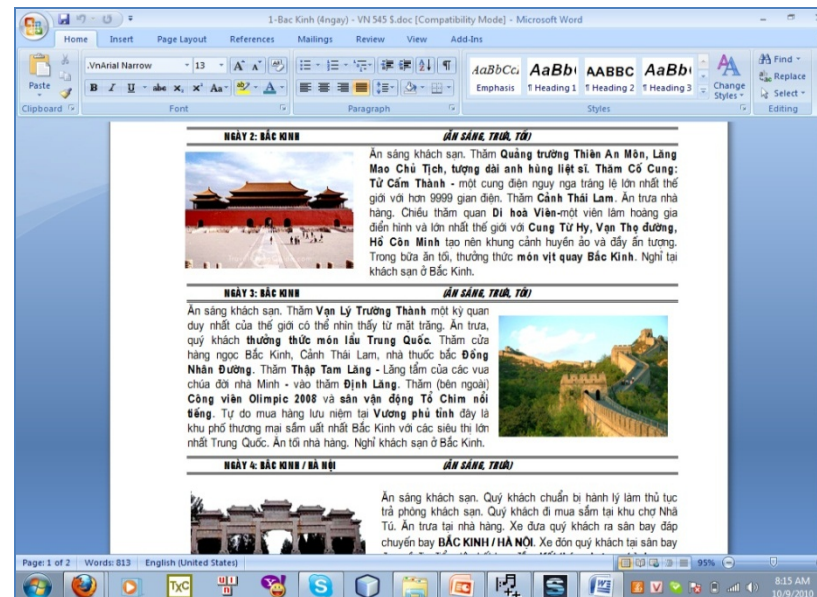 1-Bac Kinh (4ngay) - VN 545 $.doc [Compatibility Mode] - Microsoft Word
Home Insert Page Layout References Mailings Review View Add-Ins
.VnArial Narrow 13
Paste
B I U abc x₂ x² Aa A
AaBbCc AaBb AABBC AaBb
Emphasis ¶ Heading 1 ¶ Heading 2 ¶ Heading 3
Change Styles
Find
Replace
Select
Clipboard Font Paragraph Styles Editing
NGÀY 2: BẮC KINH (ĂN SÁNG, TRƯA, TỐI)
Ăn sáng khách sạn. Thăm Quảng trường Thiên An Môn, Lăng
Mao Chủ Tịch, tượng đài anh hùng liệt sĩ. Thăm Cố Cung:
Tử Cấm Thành - một cung điện nguy nga tráng lệ lớn nhất thế
giới với hơn 9999 gian điện. Thăm Cảnh Thái Lam. Ăn trưa nhà
hàng. Chiều thăm quan Di hoà Viên-một viên lâm hoàng gia
điển hình và lớn nhất thế giới với Cung Từ Hy, Vạn Thọ đường,
Hồ Côn Minh tạo nên khung cảnh huyền ảo và đầy ấn tượng.
Trong bữa ăn tối, thưởng thức món vịt quay Bắc Kinh. Nghỉ tại
khách sạn ở Bắc Kinh.
NGÀY 3: BẮC KINH (ĂN SÁNG, TRƯA, TỐI)
Ăn sáng khách sạn. Thăm Vạn Lý Trường Thành một kỳ quan
duy nhất của thế giới có thể nhìn thấy từ mặt trăng. Ăn trưa,
quý khách thưởng thức món lẩu Trung Quốc. Thăm cửa
hàng ngọc Bắc Kinh, Cảnh Thái Lam, nhà thuốc bắc Đồng
Nhân Đường. Thăm Thập Tam Lăng - Lăng tẩm của các vua
chúa đời nhà Minh - vào thăm Định Lăng. Thăm (bên ngoài)
Công viên Olimpic 2008 và sân vận động Tổ Chim nổi
tiếng. Tự do mua hàng lưu niệm tại Vương phủ tỉnh đây là
khu phố thương mại sầm uất nhất Bắc Kinh với các siêu thị lớn
nhất Trung Quốc. Ăn tối nhà hàng. Nghỉ khách sạn ở Bắc Kinh.
NGÀY 4: BẮC KINH / HÀ NỘI (ĂN SÁNG, TRƯA)
Ăn sáng khách sạn. Quý khách chuẩn bị hành lý làm thủ tục
trả phòng khách sạn. Quý khách đi mua sắm tại khu chợ Nhã
Tú. Ăn trưa tại nhà hàng. Xe đưa quý khách ra sân bay đáp
chuyến bay BẮC KINH / HÀ NỘI. Xe đón quý khách tại sân bay
Page: 1 of 2 Words: 813 English (United States) 95%
TXC
8:15 AM
10/9/2010